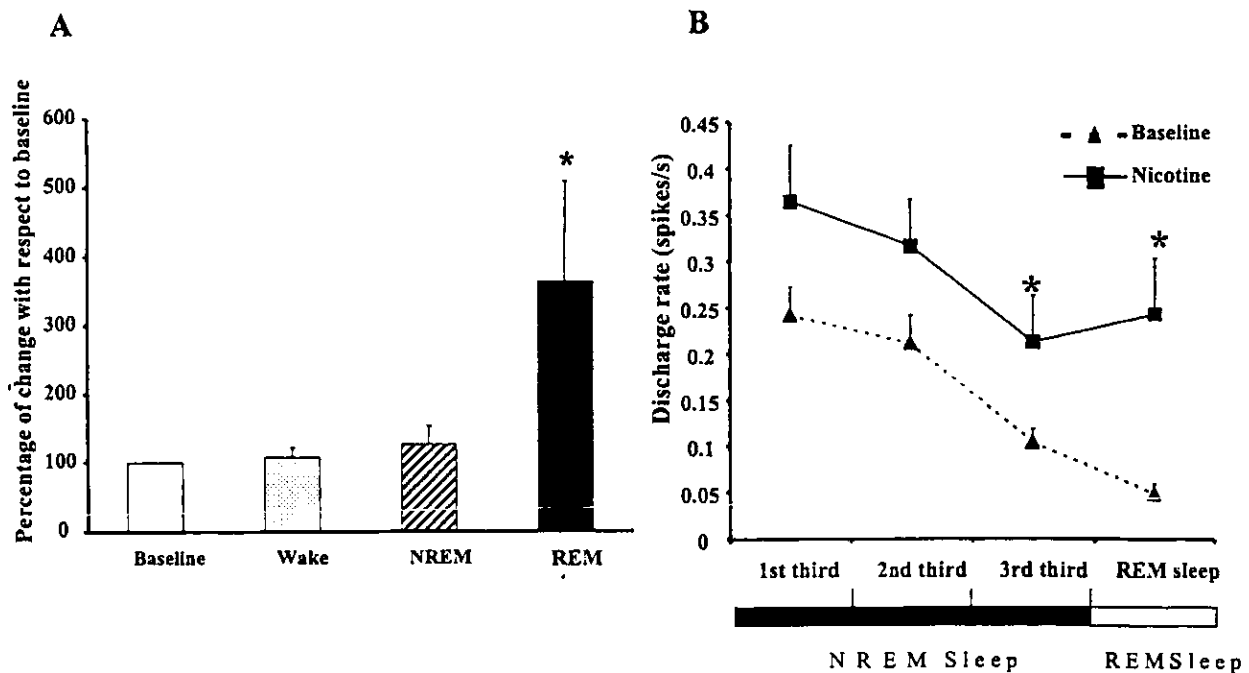 A
Percentage of change with respect to baseline
600
500
400
300
200
100
0
*
Baseline Wake NREM REM
B
Discharge rate (spikes/s)
0.45
0.4
0.35
0.3
0.25
0.2
0.15
0.1
0.05
0
Baseline
Nicotine
* *
1st third 2nd third 3rd third REM sleep
NREM Sleep REMSleep